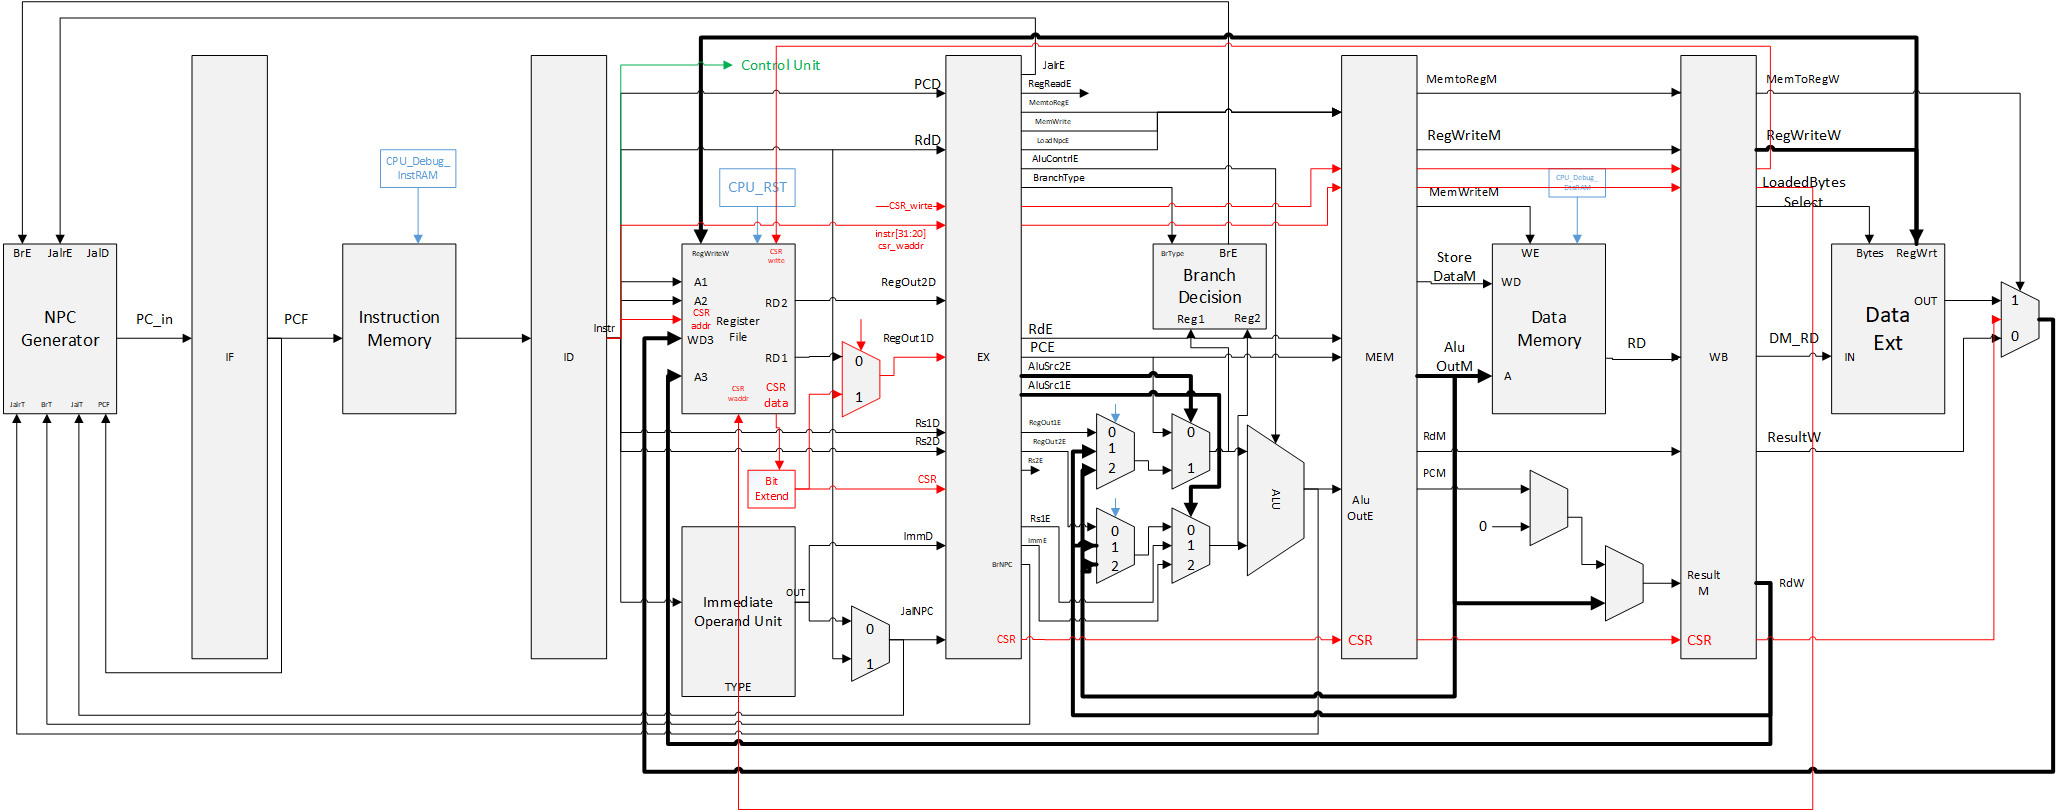 BrE
JalrE
JalD
NPC
Generator
JalrT
BrT
JalT
PCF
PC_in
IF
PCF
CPU_Debug_
InstRAM
Instruction
Memory
ID
Instr
Control Unit
CPU_RST
RegWriteW
CSR
write
A1
A2
CSR
addr
WD3
A3
RD2
Register
File
RD1
CSR
waddr
CSR
data
Bit
Extend
0
1
Immediate
Operand Unit
OUT
TYPE
0
1
PCD
RdD
CSR_wirte
instr[31:20]
csr_waddr
RegOut2D
RegOut1D
Rs1D
Rs2D
CSR
ImmD
JalNPC
EX
BrNPC
CSR
JalrE
RegReadE
MemtoRegE
MemWrite
LoadNpcE
AluContrlE
BranchType
RdE
PCE
AluSrc2E
AluSrc1E
RegOut1E
RegOut2E
Rs2E
Rs1E
ImmE
0
1
2
0
1
2
0
1
0
1
2
BrType
BrE
Branch
Decision
Reg1
Reg2
ALU
MEM
Alu
OutE
CSR
MemtoRegM
RegWriteM
MemWriteM
Store
DataM
Alu
OutM
RdM
PCM
0
CPU_Debug_
DtaRAM
WE
WD
Data
Memory
A
RD
WB
Result
M
CSR
MemToRegW
RegWriteW
LoadedBytes
Select
DM_RD
ResultW
RdW
Bytes
RegWrt
OUT
Data
Ext
IN
1
0